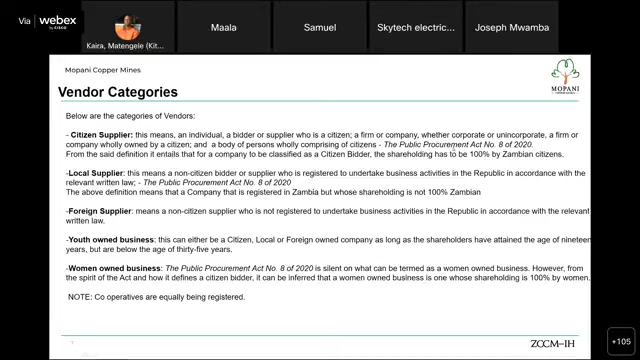 Via webex
by CISCO
Kaira, Matengele (Kit...
Maala
Samuel
Skytech electric...
Joseph Mwamba
Mopani Copper Mines
MOPANI
Vendor Categories
Below are the categories of Vendors:
- Citizen Supplier: this means, an individual, a bidder or supplier who is a citizen; a firm or company, whether corporate or unincorporate, a firm or
company wholly owned by a citizen; and a body of persons wholly comprising of citizens - The Public Procurement Act No. 8 of 2020.
From the said definition it entails that for a company to be classified as a Citizen Bidder, the shareholding has to be 100% by Zambian citizens.
-Local Supplier: this means a non-citizen bidder or supplier who is registered to undertake business activities in the Republic in accordance with the
relevant written law; - The Public Procurement Act No. 8 of 2020
The above definition means that a Company that is registered in Zambia but whose shareholding is not 100% Zambian
-Foreign Supplier: means a non-citizen supplier who is not registered to undertake business activities in the Republic in accordance with the relevant
written law.
-Youth owned business: this can either be a Citizen, Local or Foreign owned company as long as the shareholders have attained the age of nineteen
years, but are below the age of thirty-five years.
-Women owned business: The Public Procurement Act No. 8 of 2020 is silent on what can be termed as a women owned business. However, from
the spirit of the Act and how it defines a citizen bidder, it can be inferred that a women owned business is one whose shareholding is 100% by women.
NOTE: Co operatives are equally being registered.
ZCCM-IH
+105